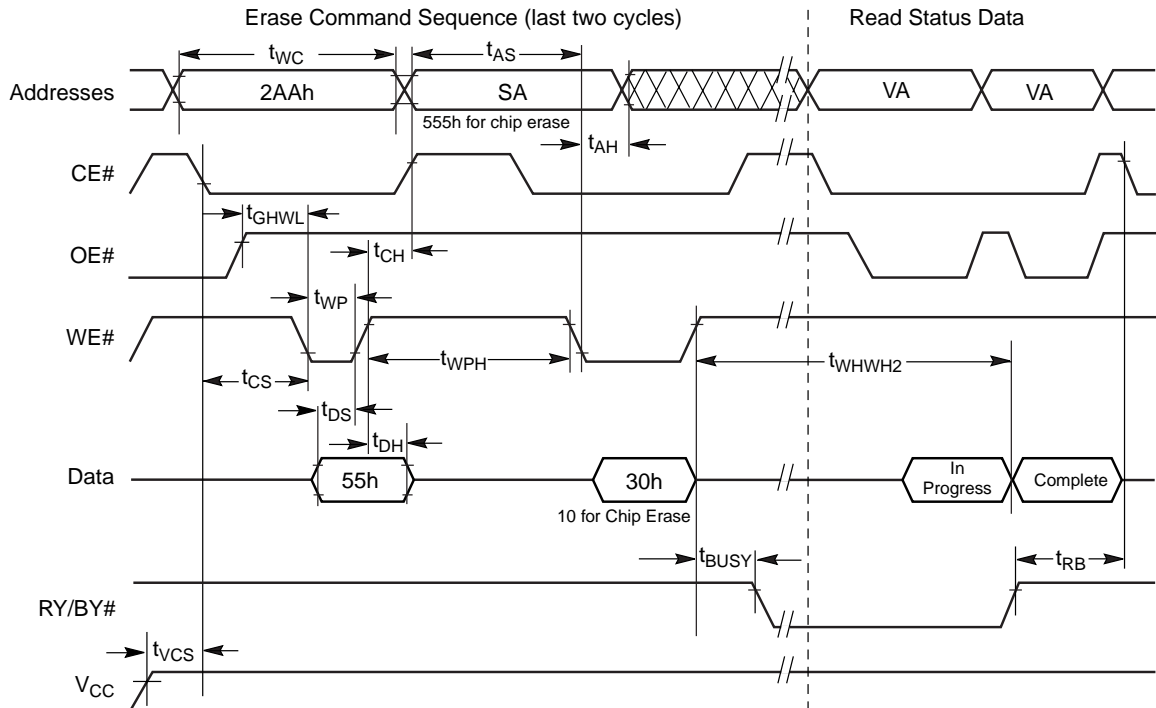 Erase Command Sequence (last two cycles) Read Status Data
tWC tAS
Addresses 2AAh SA VA VA
555h for chip erase
tAH
CE#
tGHWL
OE# tCH
tWP
WE#
tWPH tWHWH2
tCS
tDS
tDH
Data 55h 30h In Progress Complete
10 for Chip Erase
tBUSY tRB
RY/BY#
tVCS
VCC